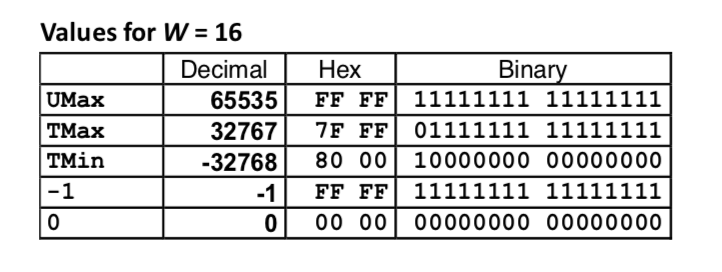 Values for W = 16
Decimal Hex Binary
UMax 65535 FF FF 11111111 11111111
TMax 32767 7F FF 01111111 11111111
TMin -32768 80 00 10000000 00000000
-1 -1 FF FF 11111111 11111111
0 0 00 00 00000000 00000000